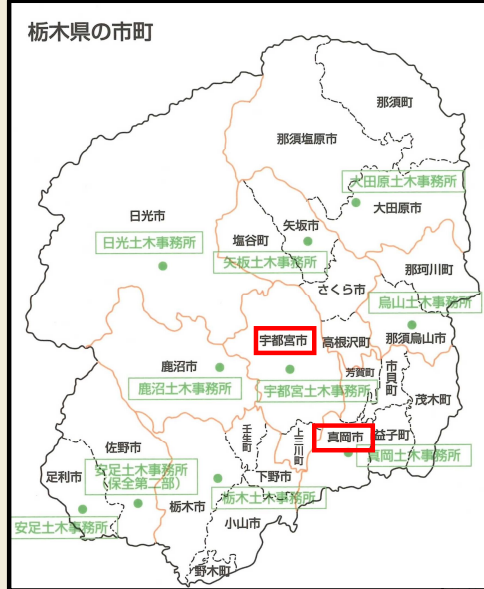 栃木県の市町
那須町
那須塩原市
大田原土木事務所
大田原市
日光市
日光土木事務所
塩谷町
矢坂市
矢板土木事務所
那珂川町
さくら市
烏山土木事務所
宇都宮市
高根沢町
那須烏山市
鹿沼市
鹿沼土木事務所
宇都宮土木事務所
芳賀町
市貝町
茂木町
佐野市
壬生町
上三川町
真岡市
益子町
真岡土木事務所
足利市
安足土木事務所
(保全第二部)
下野市
栃木市
栃木土木事務所
安足土木事務所
小山市
野木町